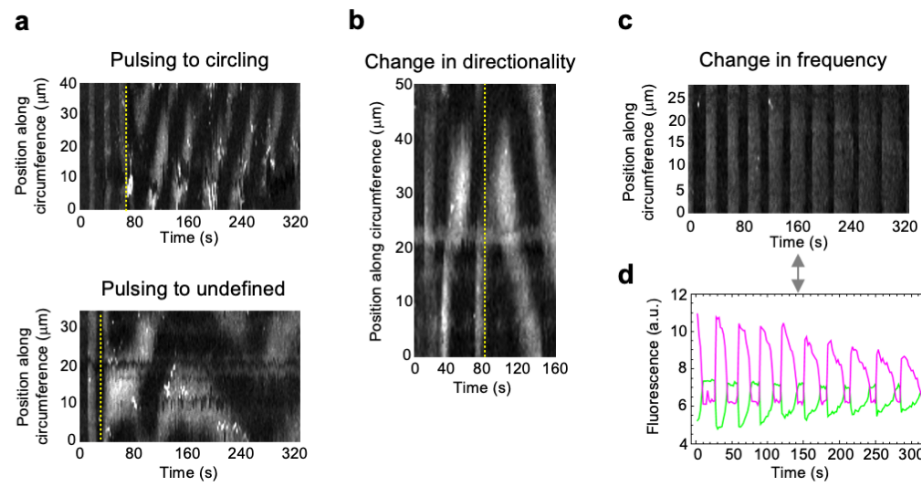 a
Pulsing to circling
Position along
circumference (μm)
40
30
20
10
0
0 80 160 240 320
Time (s)
Pulsing to undefined
Position along
circumference (μm)
30
20
10
0
0 80 160 240 320
Time (s)
b
Change in directionality
Position along circumference (μm)
50
40
30
20
10
0
0 40 80 120 160
Time (s)
c
Change in frequency
Position along
circumference (μm)
25
20
15
10
5
0
0 80 160 240 320
Time (s)
d
Fluorescence (a.u.)
12
10
8
6
4
0 50 100 150 200 250 300
Time (s)